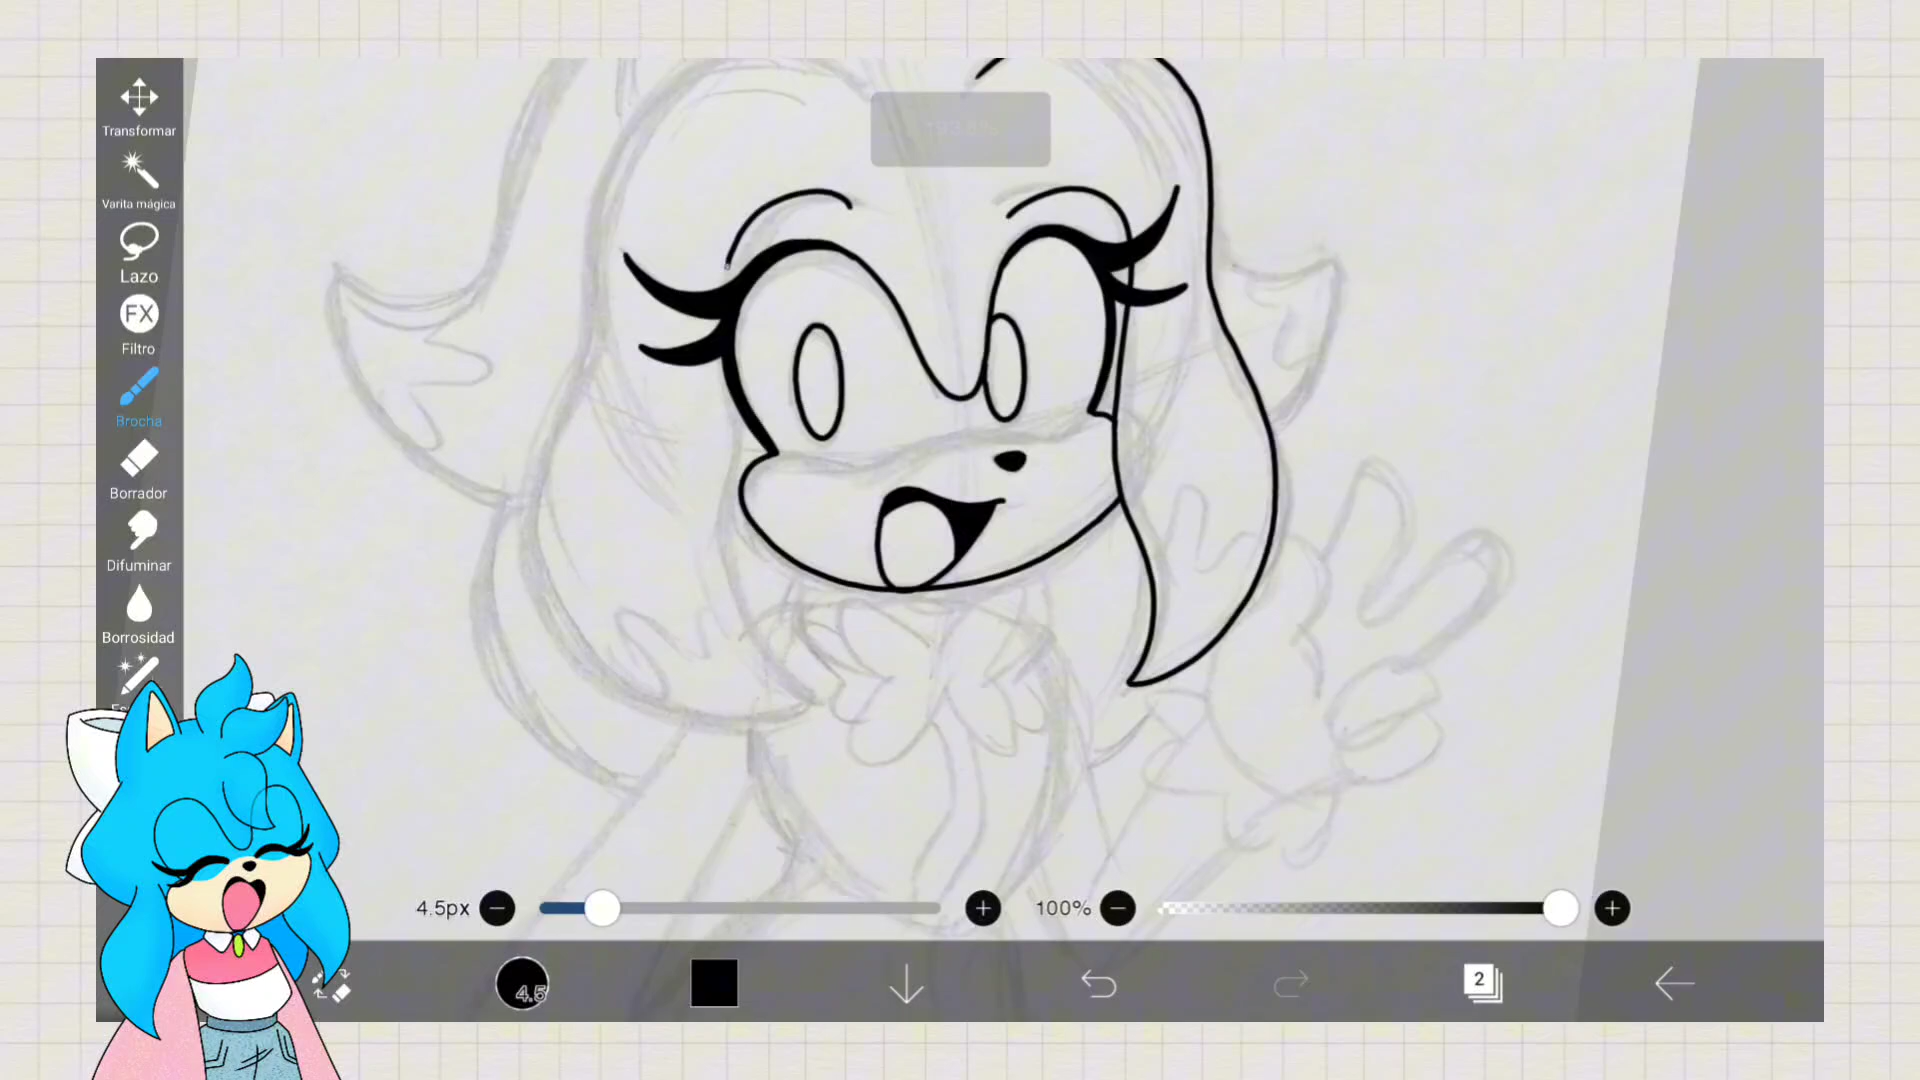 Transformar
Varita mágica
Lazo
FX
Filtro
Brocha
Borrador
Difuminar
Borrosidad
4.5px
100%
4.5
2